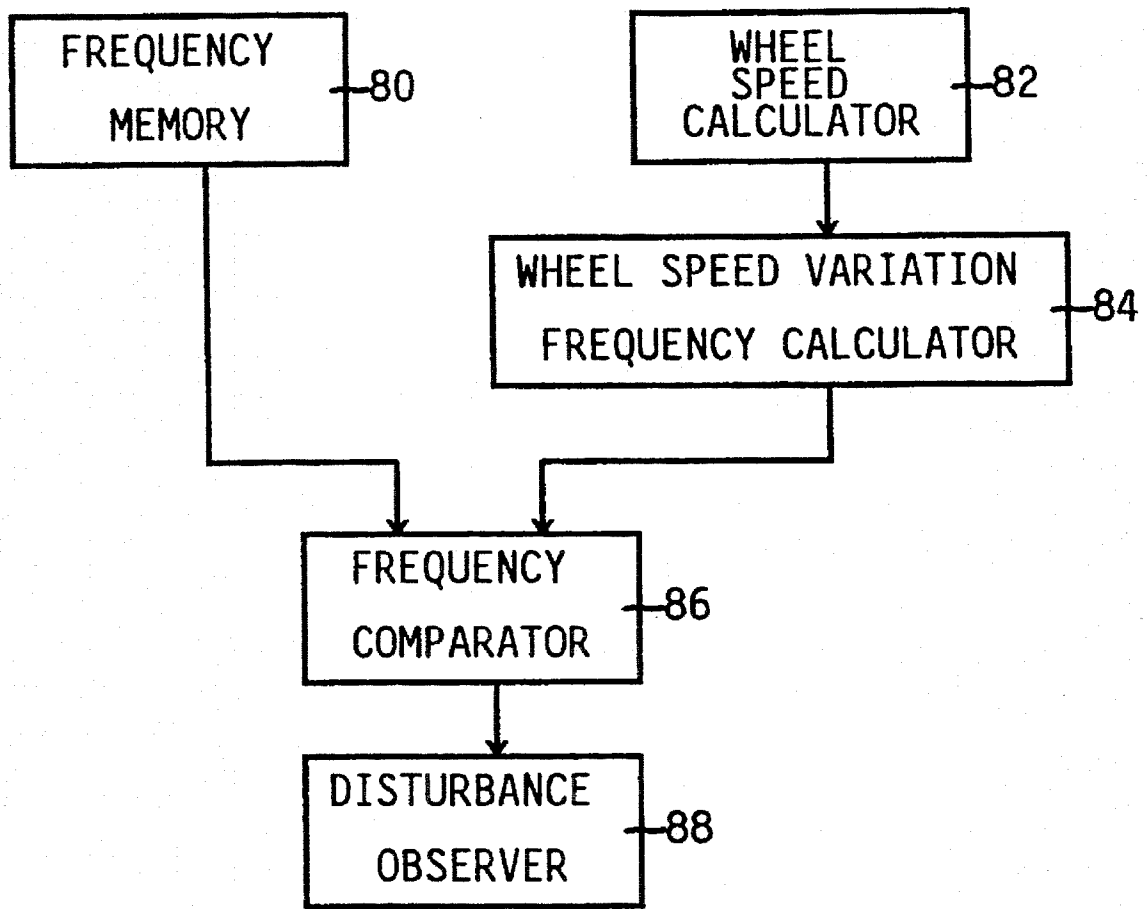 FREQUENCY
MEMORY
80
WHEEL
SPEED
CALCULATOR
82
WHEEL SPEED VARIATION
FREQUENCY CALCULATOR
84
FREQUENCY
COMPARATOR
86
DISTURBANCE
OBSERVER
88